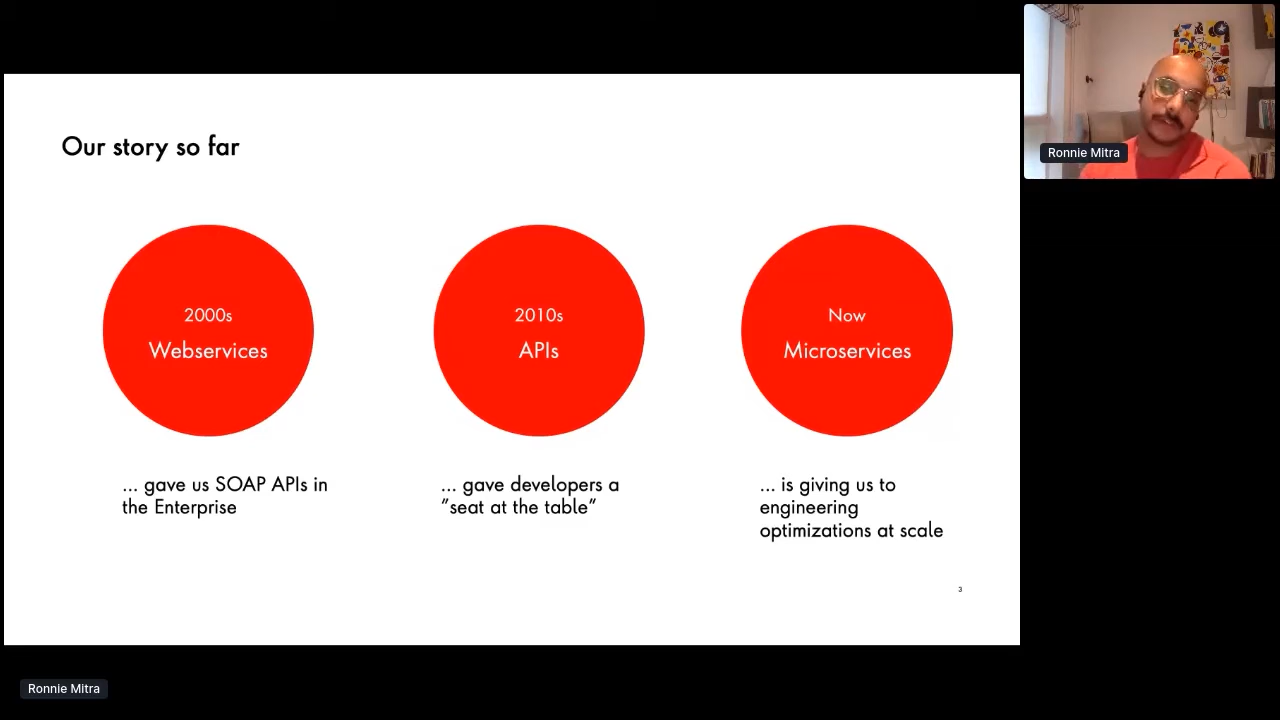 Our story so far
2000s
Webservices
2010s
APIs
Now
Microservices
... gave us SOAP APIs in
the Enterprise
... gave developers a
”seat at the table”
... is giving us to
engineering
optimizations at scale
3
Ronnie Mitra
Ronnie Mitra